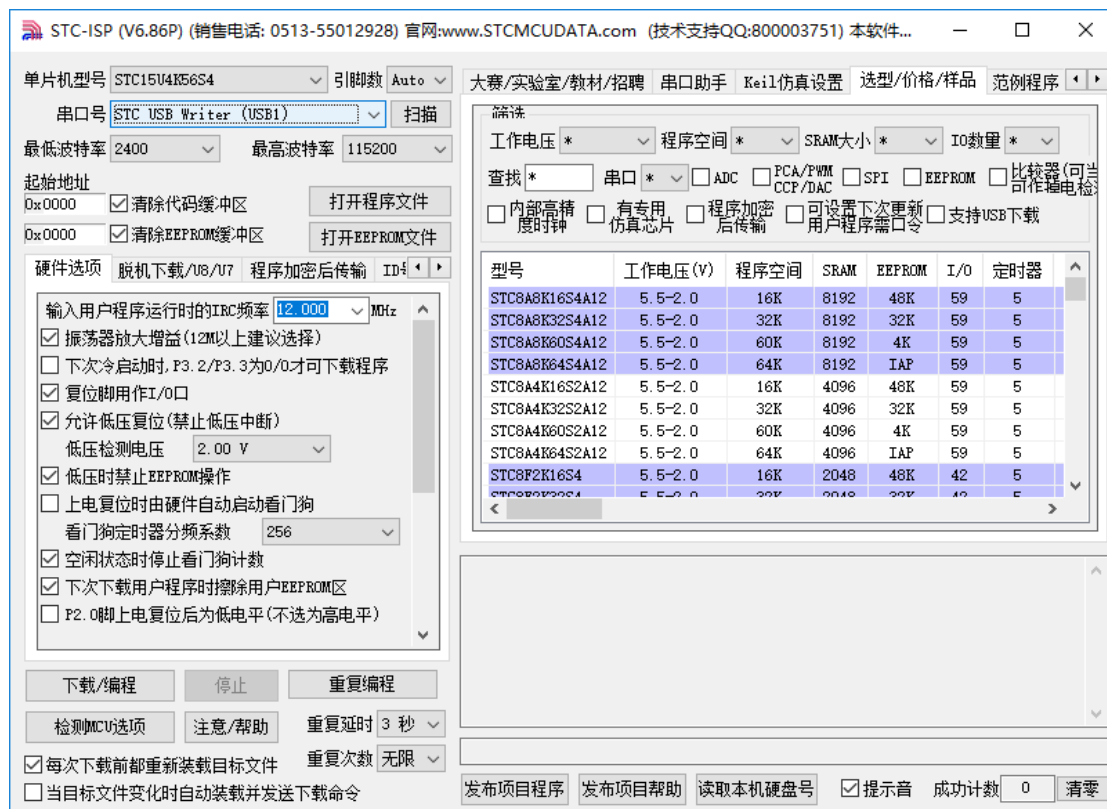 STC-ISP (V6.86P) (销售电话: 0513-55012928) 官网:www.STCMCUDATA.com (技术支持QQ:800003751) 本软件...
单片机型号 STC15U4K56S4 引脚数 Auto
串口号 STC USB Writer (USB1) 扫描
最低波特率 2400 最高波特率 115200
起始地址
0x0000 清除代码缓冲区 打开程序文件
0x0000 清除EEPROM缓冲区 打开EEPROM文件
硬件选项 脱机下载/U8/U7 程序加密后传输
输入用户程序运行时的IRC频率 12.000 MHz
振荡器放大增益(12M以上建议选择)
下次冷启动时,P3.2/P3.3为0/0才可下载程序
复位脚用作I/O口
允许低压复位(禁止低压中断)
低压检测电压 2.00 V
低压时禁止EEPROM操作
上电复位时由硬件自动启动看门狗
看门狗定时器分频系数 256
空闲状态时停止看门狗计数
下次下载用户程序时擦除用户EEPROM区
P2.0脚上电复位后为低电平(不选为高电平)
下载/编程 停止 重复编程
检测MCU选项 注意/帮助 重复延时 3 秒
重复次数 无限
每次下载前都重新装载目标文件
当目标文件变化时自动装载并发送下载命令
大赛/实验室/教材/招聘 串口助手 Keil仿真设置 选型/价格/样品 范例程序
筛选
工作电压 * 程序空间 * SRAM大小 * IO数量 *
查找 * 串口 * ADC PCA/PWM CCP/DAC SPI EEPROM 比较器(可当 可作掉电检测
内部高精度时钟 有专用仿真芯片 程序加密后传输 可设置下次更新用户程序需口令 支持USB下载
型号 工作电压(V) 程序空间 SRAM EEPROM I/O 定时器
STC8A8K16S4A12 5.5-2.0 16K 8192 48K 59 5
STC8A8K32S4A12 5.5-2.0 32K 8192 32K 59 5
STC8A8K60S4A12 5.5-2.0 60K 8192 4K 59 5
STC8A8K64S4A12 5.5-2.0 64K 8192 IAP 59 5
STC8A4K16S2A12 5.5-2.0 16K 4096 48K 59 5
STC8A4K32S2A12 5.5-2.0 32K 4096 32K 59 5
STC8A4K60S2A12 5.5-2.0 60K 4096 4K 59 5
STC8A4K64S2A12 5.5-2.0 64K 4096 IAP 59 5
STC8F2K16S4 5.5-2.0 16K 2048 48K 42 5
STC8F2K32S4 5.5-2.0 32K 2048 32K 42 5
发布项目程序 发布项目帮助 读取本机硬盘号 提示音 成功计数 0 清零